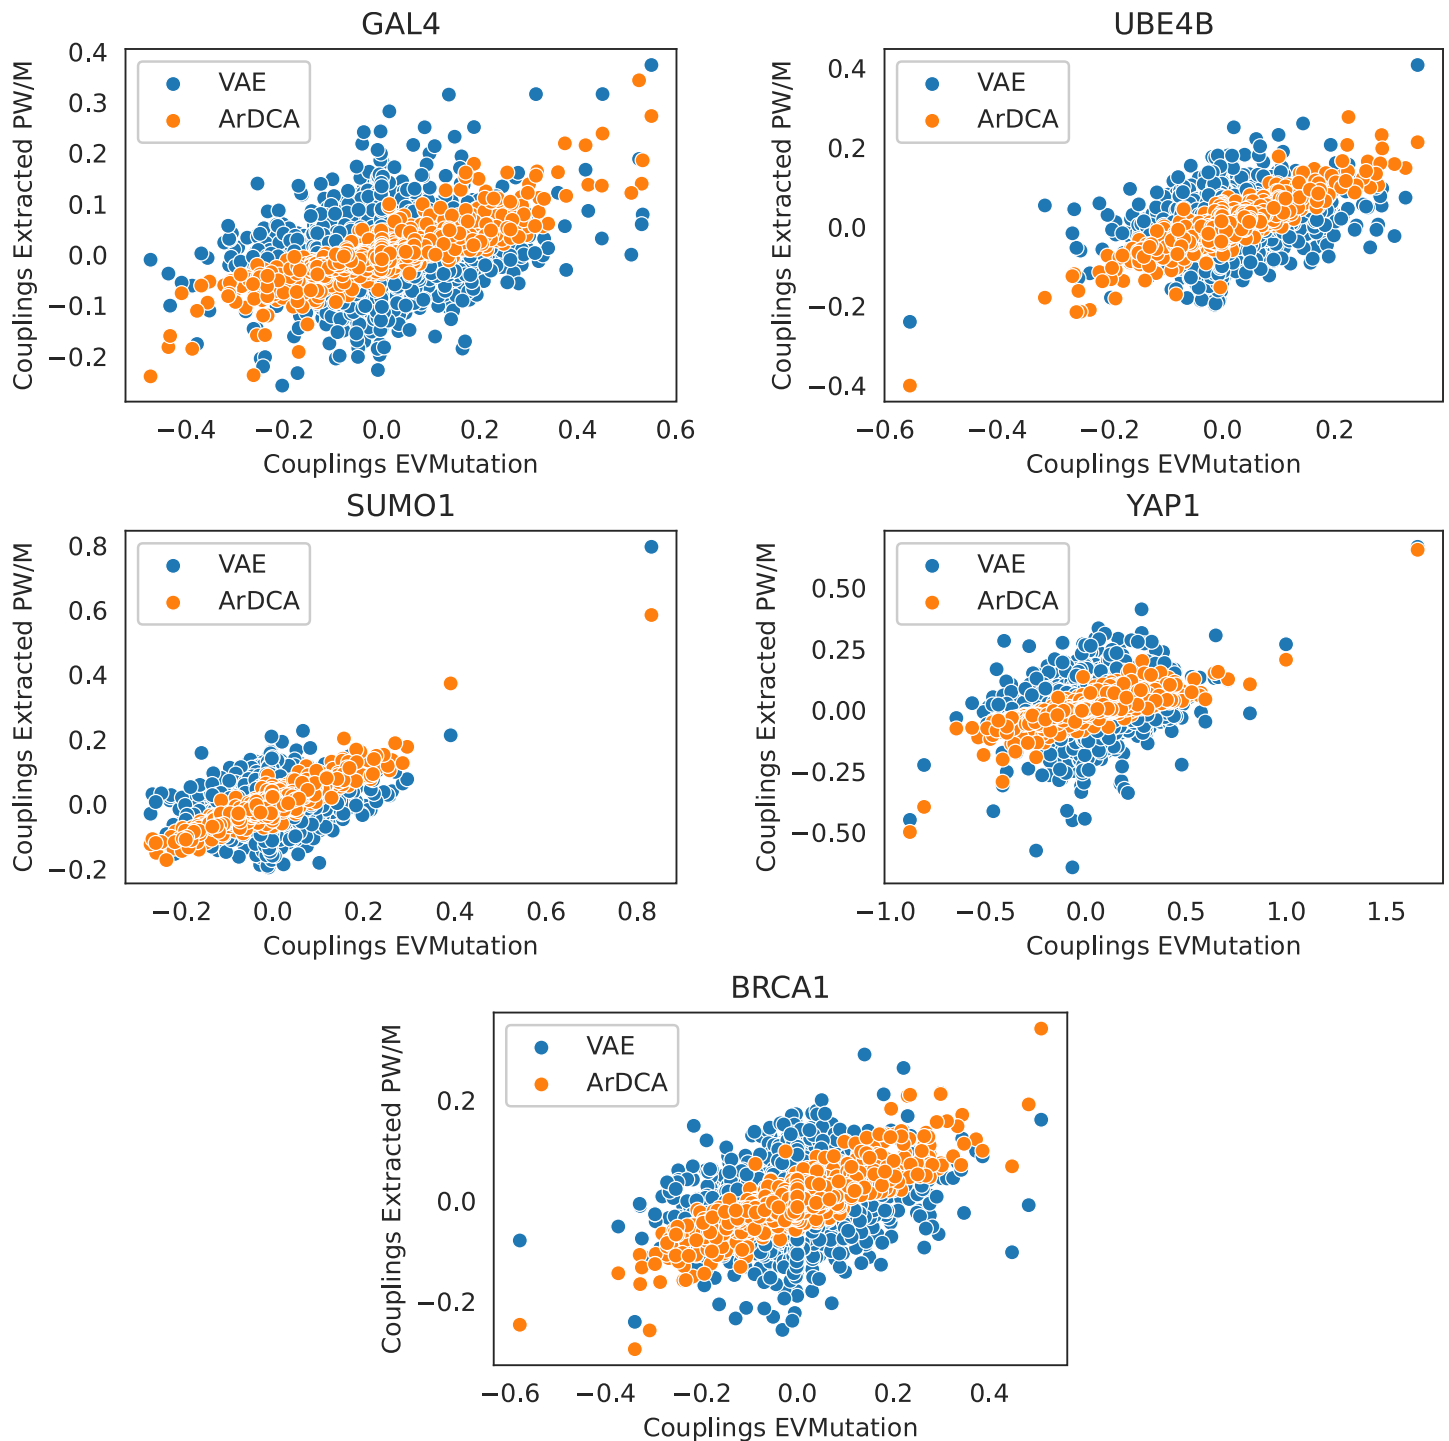 GAL4
Couplings Extracted PW/M
0.4
0.3
0.2
0.1
0.0
−0.1
−0.2
VAE
ArDCA
−0.4 −0.2 0.0 0.2 0.4 0.6
Couplings EVMutation
UBE4B
Couplings Extracted PW/M
0.4
0.2
0.0
−0.2
−0.4
VAE
ArDCA
−0.6 −0.4 −0.2 0.0 0.2
Couplings EVMutation
SUMO1
Couplings Extracted PW/M
0.8
0.6
0.4
0.2
0.0
−0.2
VAE
ArDCA
−0.2 0.0 0.2 0.4 0.6 0.8
Couplings EVMutation
YAP1
Couplings Extracted PW/M
0.50
0.25
0.00
−0.25
−0.50
VAE
ArDCA
−1.0 −0.5 0.0 0.5 1.0 1.5
Couplings EVMutation
BRCA1
Couplings Extracted PW/M
0.2
0.0
−0.2
VAE
ArDCA
−0.6 −0.4 −0.2 0.0 0.2 0.4
Couplings EVMutation